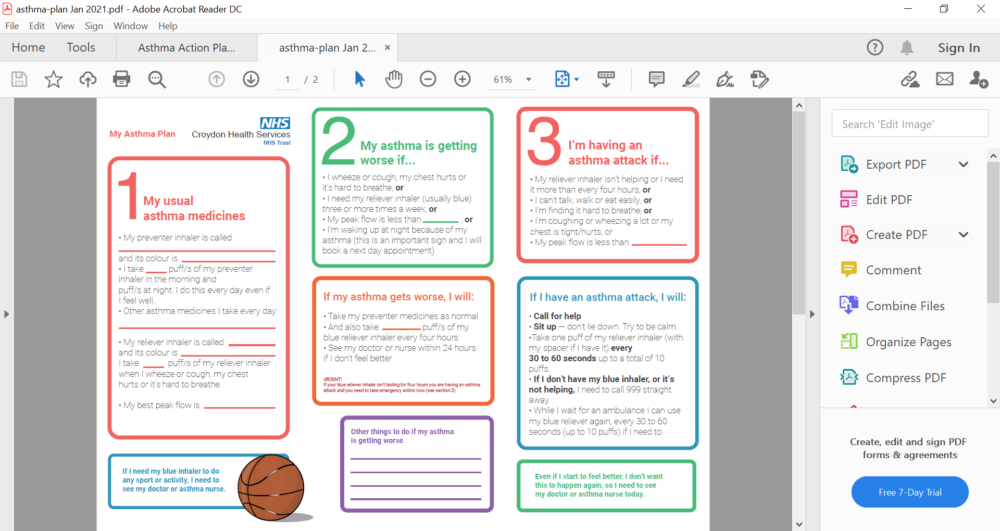 asthma-plan Jan 2021.pdf - Adobe Acrobat Reader DC
File Edit View Sign Window Help
Home Tools Asthma Action Pla... asthma-plan Jan 2... × Sign In
1 / 2 61%
My Asthma Plan
NHS
Croydon Health Services
NHS Trust
1 My usual
asthma medicines
• My preventer inhaler is called
and its colour is
• I take puff/s of my preventer
inhaler in the morning and
puff/s at night. I do this every day even if
I feel well.
• Other asthma medicines I take every day:
• My reliever inhaler is called
and its colour is
I take puff/s of my reliever inhaler
when I wheeze or cough, my chest
hurts or it's hard to breathe.
• My best peak flow is
If I need my blue inhaler to do
any sport or activity, I need to
see my doctor or asthma nurse.
2 My asthma is getting
worse if...
• I wheeze or cough, my chest hurts or
it's hard to breathe, or
• I need my reliever inhaler (usually blue)
three or more times a week, or
• My peak flow is less than , or
• I'm waking up at night because of my
asthma (this is an important sign and I will
book a next day appointment)
If my asthma gets worse, I will:
• Take my preventer medicines as normal
• And also take puff/s of my
blue reliever inhaler every four hours
• See my doctor or nurse within 24 hours
if I don't feel better
URGENT!
If your blue reliever inhaler isn't lasting for four hours you are having an asthma
attack and you need to take emergency action now (see section 3)
Other things to do if my asthma
is getting worse
3 I'm having an
asthma attack if...
• My reliever inhaler isn't helping or I need
it more than every four hours, or
• I can't talk, walk or eat easily, or
• I'm finding it hard to breathe, or
• I'm coughing or wheezing a lot or my
chest is tight/hurts, or
• My peak flow is less than
If I have an asthma attack, I will:
• Call for help
• Sit up — don't lie down. Try to be calm.
•Take one puff of my reliever inhaler (with
my spacer if I have it) every
30 to 60 seconds up to a total of 10
puffs.
• If I don't have my blue inhaler, or it's
not helping, I need to call 999 straight
away.
• While I wait for an ambulance I can use
my blue reliever again, every 30 to 60
seconds (up to 10 puffs) if I need to.
Even if I start to feel better, I don't want
this to happen again, so I need to see
my doctor or asthma nurse today.
Search 'Edit Image'
Export PDF
Edit PDF
Create PDF
Comment
Combine Files
Organize Pages
Compress PDF
Create, edit and sign PDF
forms & agreements
Free 7-Day Trial